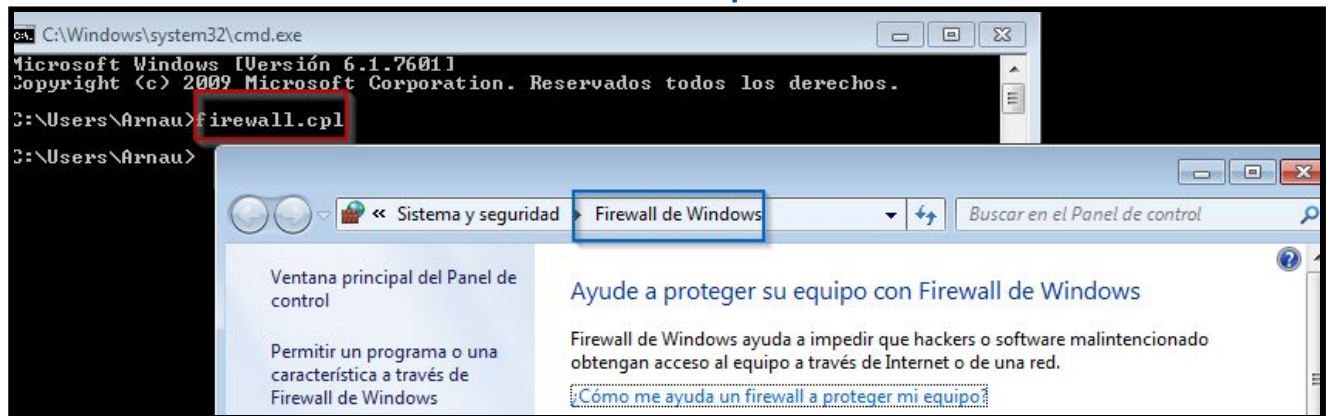 C:\Windows\system32\cmd.exe
Microsoft Windows [Versión 6.1.7601]
Copyright (c) 2009 Microsoft Corporation. Reservados todos los derechos.
C:\Users\Arnau>firewall.cpl
C:\Users\Arnau>
« Sistema y seguridad ▸ Firewall de Windows
Buscar en el Panel de control
Ventana principal del Panel de
control
Permitir un programa o una
característica a través de
Firewall de Windows
Ayude a proteger su equipo con Firewall de Windows
Firewall de Windows ayuda a impedir que hackers o software malintencionado
obtengan acceso al equipo a través de Internet o de una red.
¿Cómo me ayuda un firewall a proteger mi equipo?